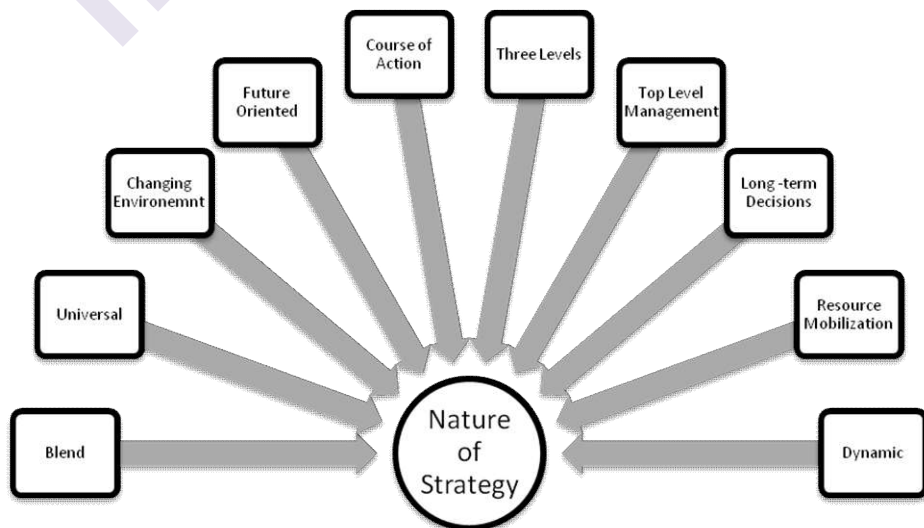 Course of
Action
Three Levels
Future
Oriented
Top Level
Management
Changing
Environemnt
Long -term
Decisions
Universal
Resource
Mobilization
Blend
Nature
of
Strategy
Dynamic